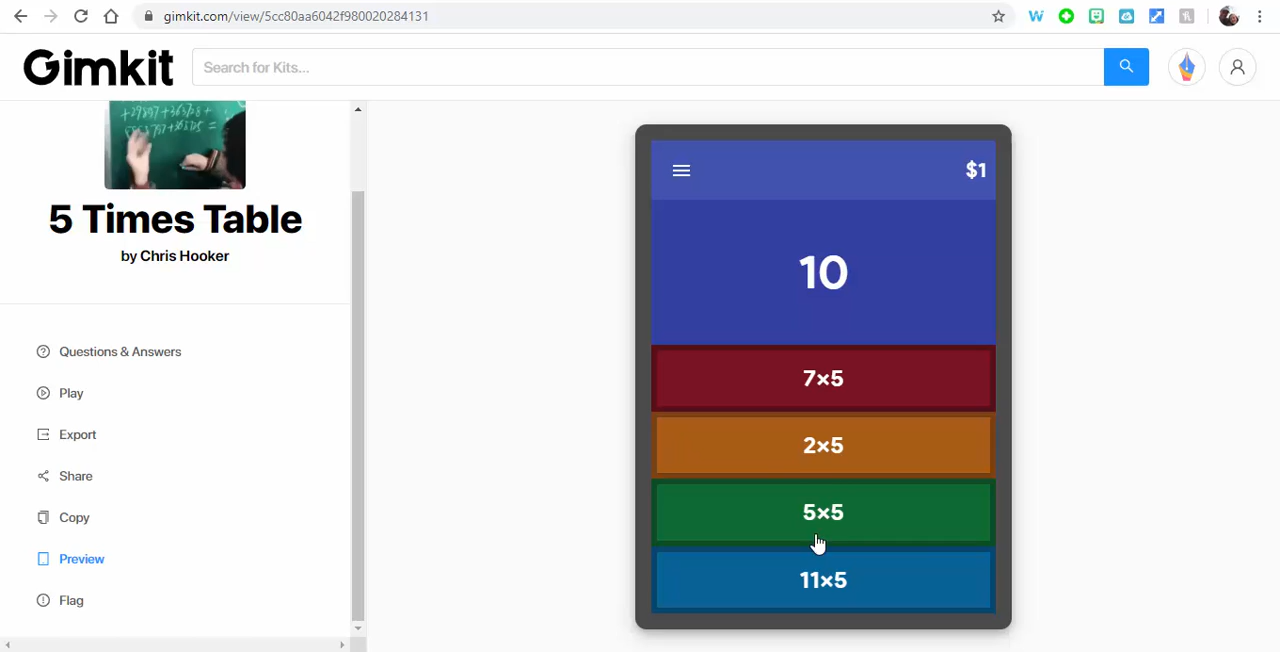 gimkit.com/view/5cc80aa6042f980020284131
Gimkit
Search for Kits...
5 Times Table
by Chris Hooker
Questions & Answers
Play
Export
Share
Copy
Preview
Flag
$1
10
7×5
2×5
5×5
11×5